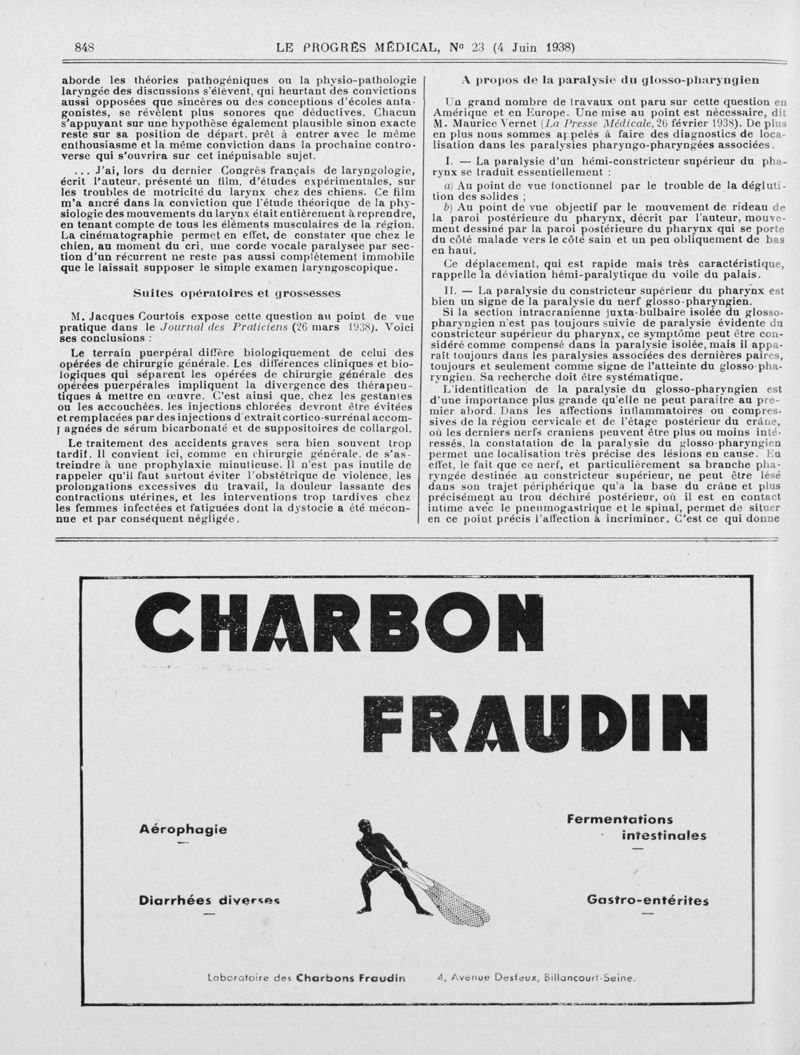 848
LE PROGRÈS MÉDICAL, Nº 23 (4 Juin 1938)
aborde les théories pathogéniques ou la physio-pathologie
laryngée des discussions s'élèvent, qui heurtant des convictions
aussi opposées que sincères ou des conceptions d'écoles anta-
gonistes, se révèlent plus sonores que déductives. Chacun
s'appuyant sur une hypothèse également plausible sinon exacte
reste sur sa position de départ, prêt à entrer avec le même
enthousiasme et la même conviction dans la prochaine contro-
verse qui s'ouvrira sur cet inépuisable sujet.
... J'ai, lors du dernier Congrès français de laryngologie,
écrit l'auteur, présenté un film, d'études expérimentales, sur
les troubles de motricité du larynx chez des chiens. Ce film
m'a ancré dans la conviction que l'étude théorique de la phy-
siologie des mouvements du larynx était entièrement à reprendre,
en tenant compte de tous les éléments musculaires de la région.
La cinématographie permet en effet, de constater que chez le
chien, au moment du cri, une corde vocale paralysée par sec-
tion d'un récurrent ne reste pas aussi complètement immobile
que le laissait supposer le simple examen laryngoscopique.
Suites opératoires et grossesses
M. Jacques Courtois expose cette question au point de vue
pratique dans le Journal des Praticiens (26 mars 1938). Voici
ses conclusions :
Le terrain puerpéral diffère biologiquement de celui des
opérées de chirurgie générale. Les différences cliniques et bio-
logiques qui séparent les opérées de chirurgie générale des
opérées puerpérales impliquent la divergence des thérapeu-
tiques à mettre en œuvre. C'est ainsi que, chez les gestantes
ou les accouchées, les injections chlorées devront être évitées
et remplacées par des injections d'extrait cortico-surrénal accom-
pagnées de sérum bicarbonaté et de suppositoires de collargol.
Le traitement des accidents graves sera bien souvent trop
tardif. Il convient ici, comme en chirurgie générale, de s'as-
treindre à une prophylaxie minutieuse. Il n'est pas inutile de
rappeler qu'il faut surtout éviter l'obstétrique de violence, les
prolongations excessives du travail, la douleur lassante des
contractions utérines, et les interventions trop tardives chez
les femmes infectées et fatiguées dont la dystocie a été mécon-
nue et par conséquent négligée.
A propos de la paralysie du glosso-pharyngien
Un grand nombre de travaux ont paru sur cette question en
Amérique et en Europe. Une mise au point est nécessaire, dit
M. Maurice Vernet (La Presse Médicale, 26 février 1938). De plus
en plus nous sommes appelés à faire des diagnostics de loca-
lisation dans les paralysies pharyngo-pharyngées associées.
I. — La paralysie d'un hémi-constricteur supérieur du pha-
rynx se traduit essentiellement :
a) Au point de vue fonctionnel par le trouble de la dégluti-
tion des solides ;
b) Au point de vue objectif par le mouvement de rideau de
la paroi postérieure du pharynx, décrit par l'auteur, mouve-
ment dessiné par la paroi postérieure du pharynx qui se porte
du côté malade vers le côté sain et un peu obliquement de bas
en haut.
Ce déplacement, qui est rapide mais très caractéristique,
rappelle la déviation hémi-paralytique du voile du palais.
II. — La paralysie du constricteur supérieur du pharynx est
bien un signe de la paralysie du nerf glosso-pharyngien.
Si la section intracranienne juxta-bulbaire isolée du glosso-
pharyngien n'est pas toujours suivie de paralysie évidente du
constricteur supérieur du pharynx, ce symptôme peut être con-
sidéré comme compensé dans la paralysie isolée, mais il appa-
raît toujours dans les paralysies associées des dernières paires,
toujours et seulement comme signe de l'atteinte du glosso-pha-
ryngien. Sa recherche doit être systématique.
L'identification de la paralysie du glosso-pharyngien est
d'une importance plus grande qu'elle ne peut paraître au pre-
mier abord. Dans les affections inflammatoires ou compres-
sives de la région cervicale et de l'étage postérieur du crâne,
où les derniers nerfs craniens peuvent être plus ou moins inté-
ressés, la constatation de la paralysie du glosso-pharyngien
permet une localisation très précise des lésions en cause. En
effet, le fait que ce nerf, et particulièrement sa branche pha-
ryngée destinée au constricteur supérieur, ne peut être lésé
dans son trajet périphérique qu'à la base du crâne et plus
précisément au trou déchiré postérieur, où il est en contact
intime avec le pneumogastrique et le spinal, permet de situer
en ce point précis l'affection à incriminer. C'est ce qui donne
CHARBON
FRAUDIN
Aérophagie
Fermentations
intestinales
Diarrhées diverses
Gastro-entérites
Laboratoire des Charbons Fraudin 4, Avenue Desfeux, Billancourt-Seine.